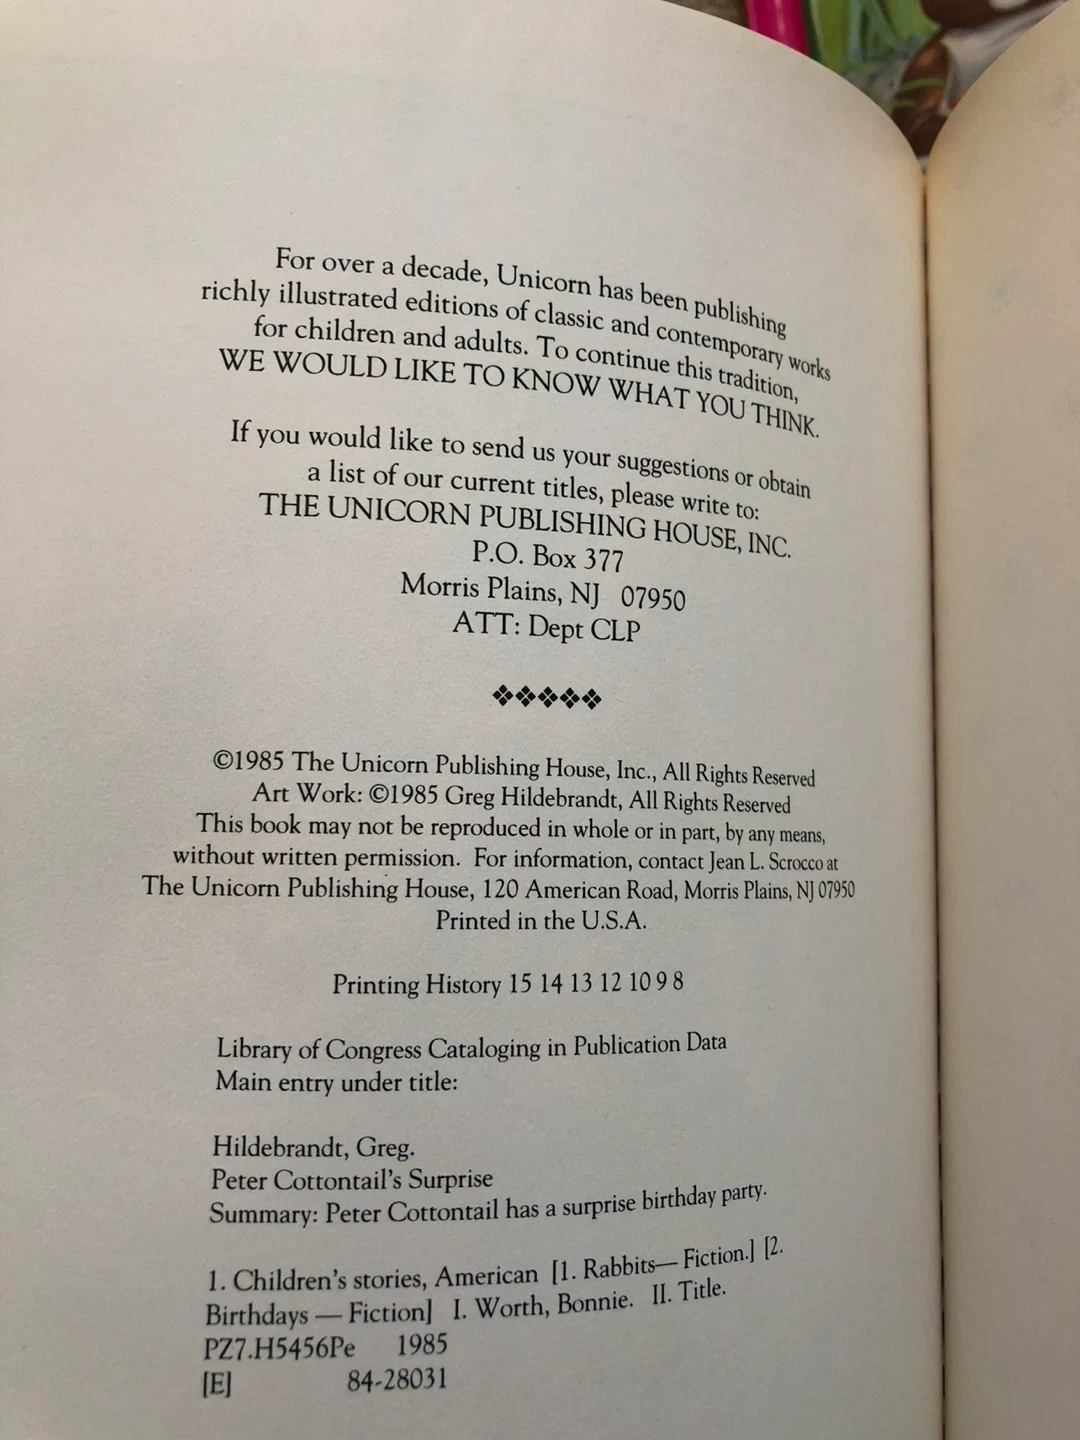 For over a decade, Unicorn has been publishing
richly illustrated editions of classic and contemporary works
for children and adults. To continue this tradition,
WE WOULD LIKE TO KNOW WHAT YOU THINK.
If you would like to send us your suggestions or obtain
a list of our current titles, please write to:
THE UNICORN PUBLISHING HOUSE, INC.
P.O. Box 377
Morris Plains, NJ 07950
ATT: Dept CLP
❖❖❖❖❖
©1985 The Unicorn Publishing House, Inc., All Rights Reserved
Art Work: ©1985 Greg Hildebrandt, All Rights Reserved
This book may not be reproduced in whole or in part, by any means,
without written permission. For information, contact Jean L. Scrocco at
The Unicorn Publishing House, 120 American Road, Morris Plains, NJ 07950
Printed in the U.S.A.
Printing History 15 14 13 12 10 9 8
Library of Congress Cataloging in Publication Data
Main entry under title:
Hildebrandt, Greg.
Peter Cottontail's Surprise
Summary: Peter Cottontail has a surprise birthday party.
1. Children's stories, American [1. Rabbits—Fiction.] [2.
Birthdays — Fiction] I. Worth, Bonnie. II. Title.
PZ7.H5456Pe 1985
[E] 84-28031